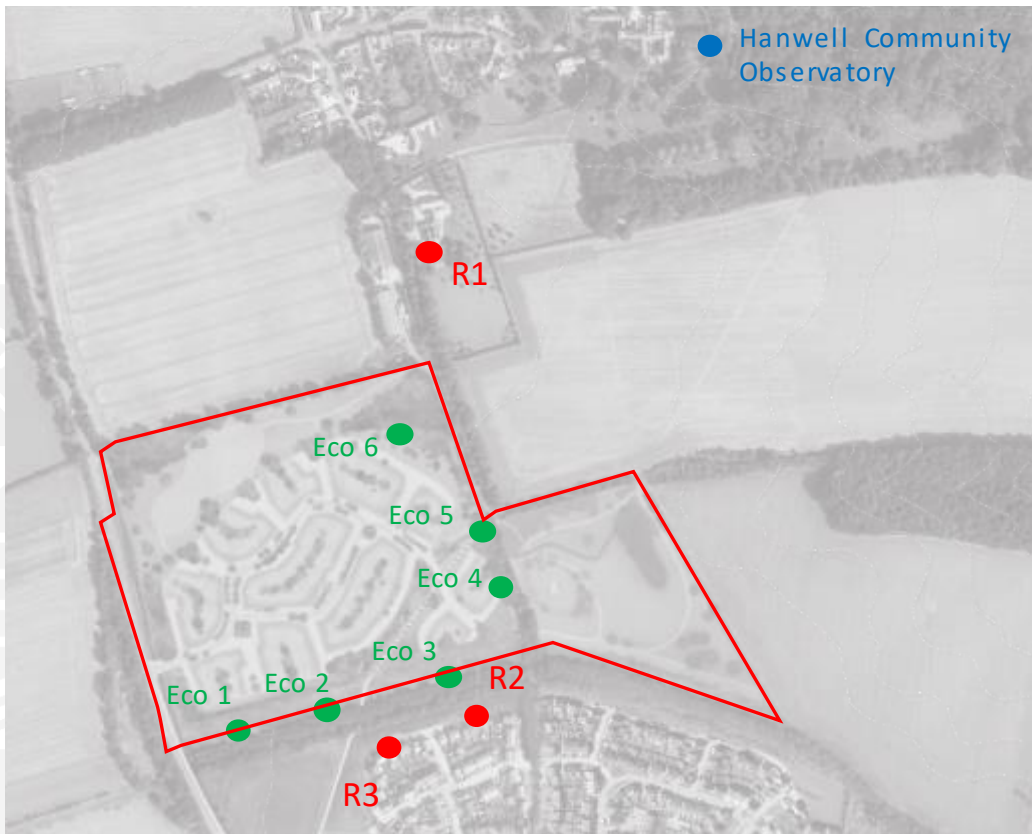 Hanwell Community
Observatory
R1
Eco 6
Eco 5
Eco 4
Eco 3
R2
Eco 2
Eco 1
R3